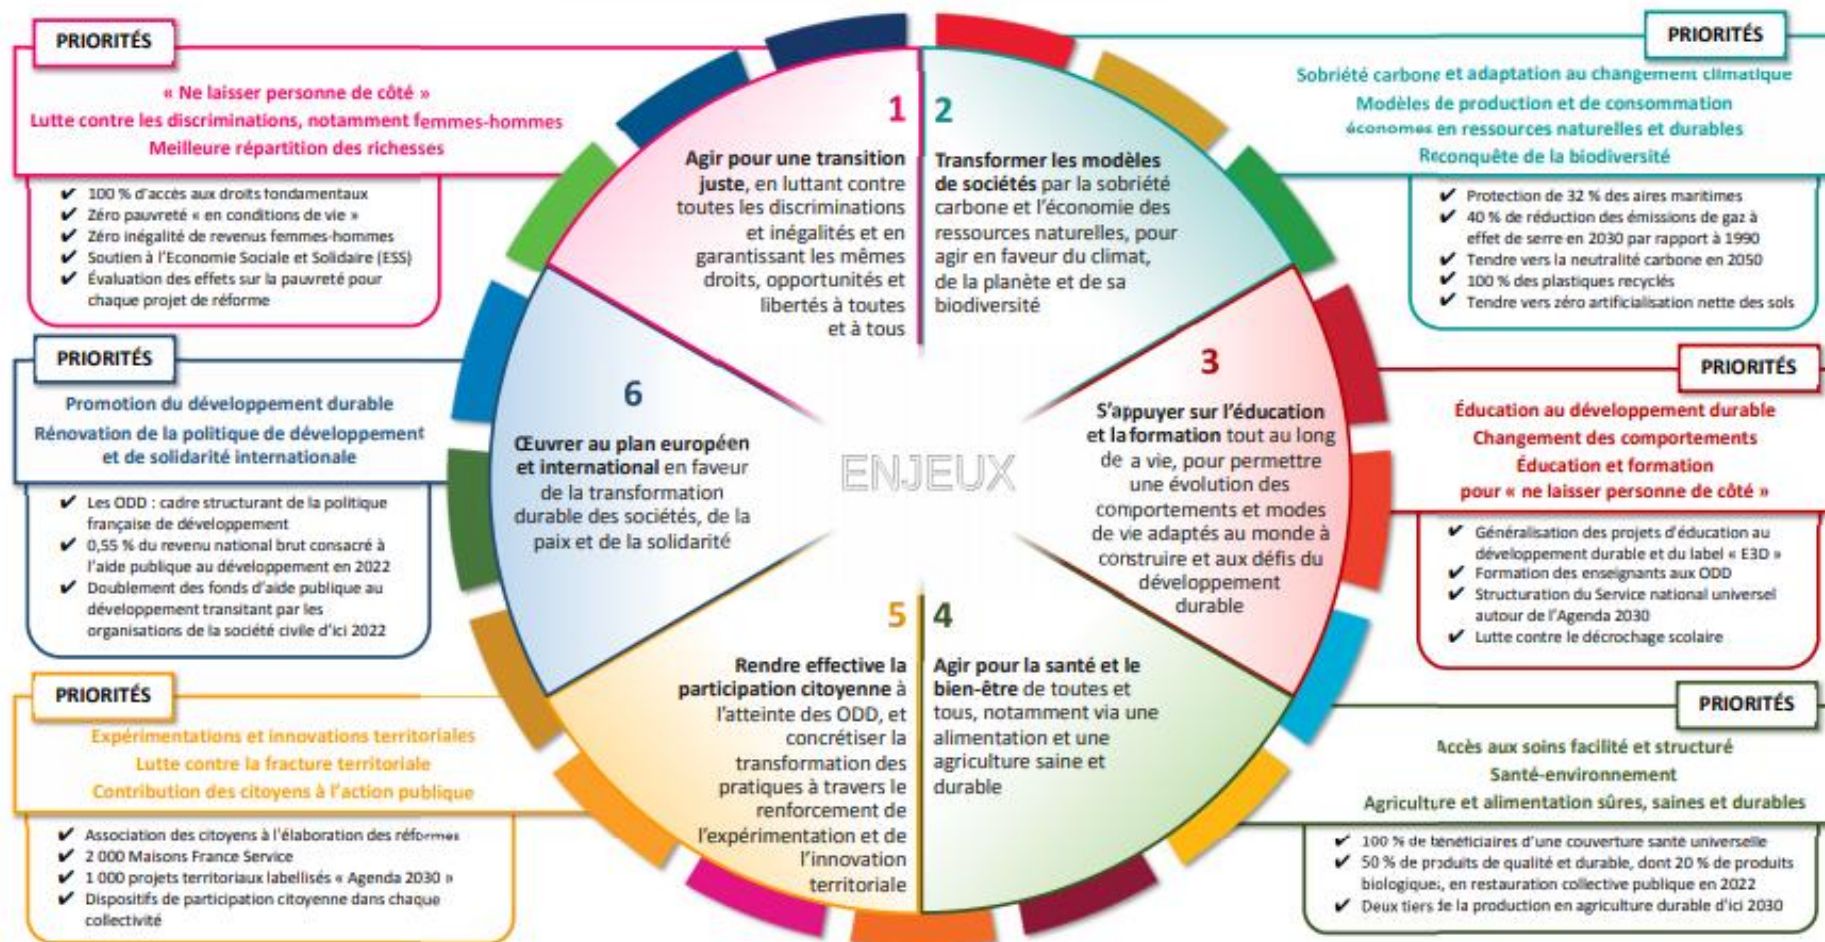 PRIORITÉS
« Ne laisser personne de côté »
Lutte contre les discriminations, notamment femmes-hommes
Meilleure répartition des richesses
✔ 100 % d'accès aux droits fondamentaux
✔ Zéro pauvreté « en conditions de vie »
✔ Zéro inégalité de revenus femmes-hommes
✔ Soutien à l'Economie Sociale et Solidaire (ESS)
✔ Évaluation des effets sur la pauvreté pour
chaque projet de réforme
1
Agir pour une transition
juste, en luttant contre
toutes les discriminations
et inégalités et en
garantissant les mêmes
droits, opportunités et
libertés à toutes
et à tous
2
Transformer les modèles
de sociétés par la sobriété
carbone et l'économie des
ressources naturelles, pour
agir en faveur du climat,
de la planète et de sa
biodiversité
PRIORITÉS
Sobriété carbone et adaptation au changement climatique
Modèles de production et de consommation
économes en ressources naturelles et durables
Reconquête de la biodiversité
✔ Protection de 32 % des aires maritimes
✔ 40 % de réduction des émissions de gaz à
effet de serre en 2030 par rapport à 1990
✔ Tendre vers la neutralité carbone en 2050
✔ 100 % des plastiques recyclés
✔ Tendre vers zéro artificialisation nette des sols
PRIORITÉS
Promotion du développement durable
Rénovation de la politique de développement
et de solidarité internationale
✔ Les ODD : cadre structurant de la politique
française de développement
✔ 0,55 % du revenu national brut consacré à
l'aide publique au développement en 2022
✔ Doublement des fonds d'aide publique au
développement transitant par les
organisations de la société civile d'ici 2022
6
Œuvrer au plan européen
et international en faveur
de la transformation
durable des sociétés, de la
paix et de la solidarité
ENJEUX
3
S'appuyer sur l'éducation
et la formation tout au long
de a vie, pour permettre
une évolution des
comportements et modes
de vie adaptés au monde à
construire et aux défis du
développement
durable
PRIORITÉS
Éducation au développement durable
Changement des comportements
Éducation et formation
pour « ne laisser personne de côté »
✔ Généralisation des projets d'éducation au
développement durable et du label « E3D »
✔ Formation des enseignants aux ODD
✔ Structuration du Service national universel
autour de l'Agenda 2030
✔ Lutte contre le décrochage scolaire
PRIORITÉS
Expérimentations et innovations territoriales
Lutte contre la fracture territoriale
Contribution des citoyens à l'action publique
✔ Association des citoyens à l'élaboration des réformes
✔ 2 000 Maisons France Service
✔ 1 000 projets territoriaux labellisés « Agenda 2030 »
✔ Dispositifs de participation citoyenne dans chaque
collectivité
5
Rendre effective la
participation citoyenne à
l'atteinte des ODD, et
concrétiser la
transformation des
pratiques à travers le
renforcement de
l'expérimentation et de
l'innovation
territoriale
4
Agir pour la santé et le
bien-être de toutes et
tous, notamment via une
alimentation et une
agriculture saine et
durable
PRIORITÉS
Accès aux soins facilité et structuré
Santé-environnement
Agriculture et alimentation sûres, saines et durables
✔ 100 % de bénéficiaires d'une couverture santé universelle
✔ 50 % de produits de qualité et durable, dont 20 % de produits
biologiques, en restauration collective publique en 2022
✔ Deux tiers de la production en agriculture durable d'ici 2030